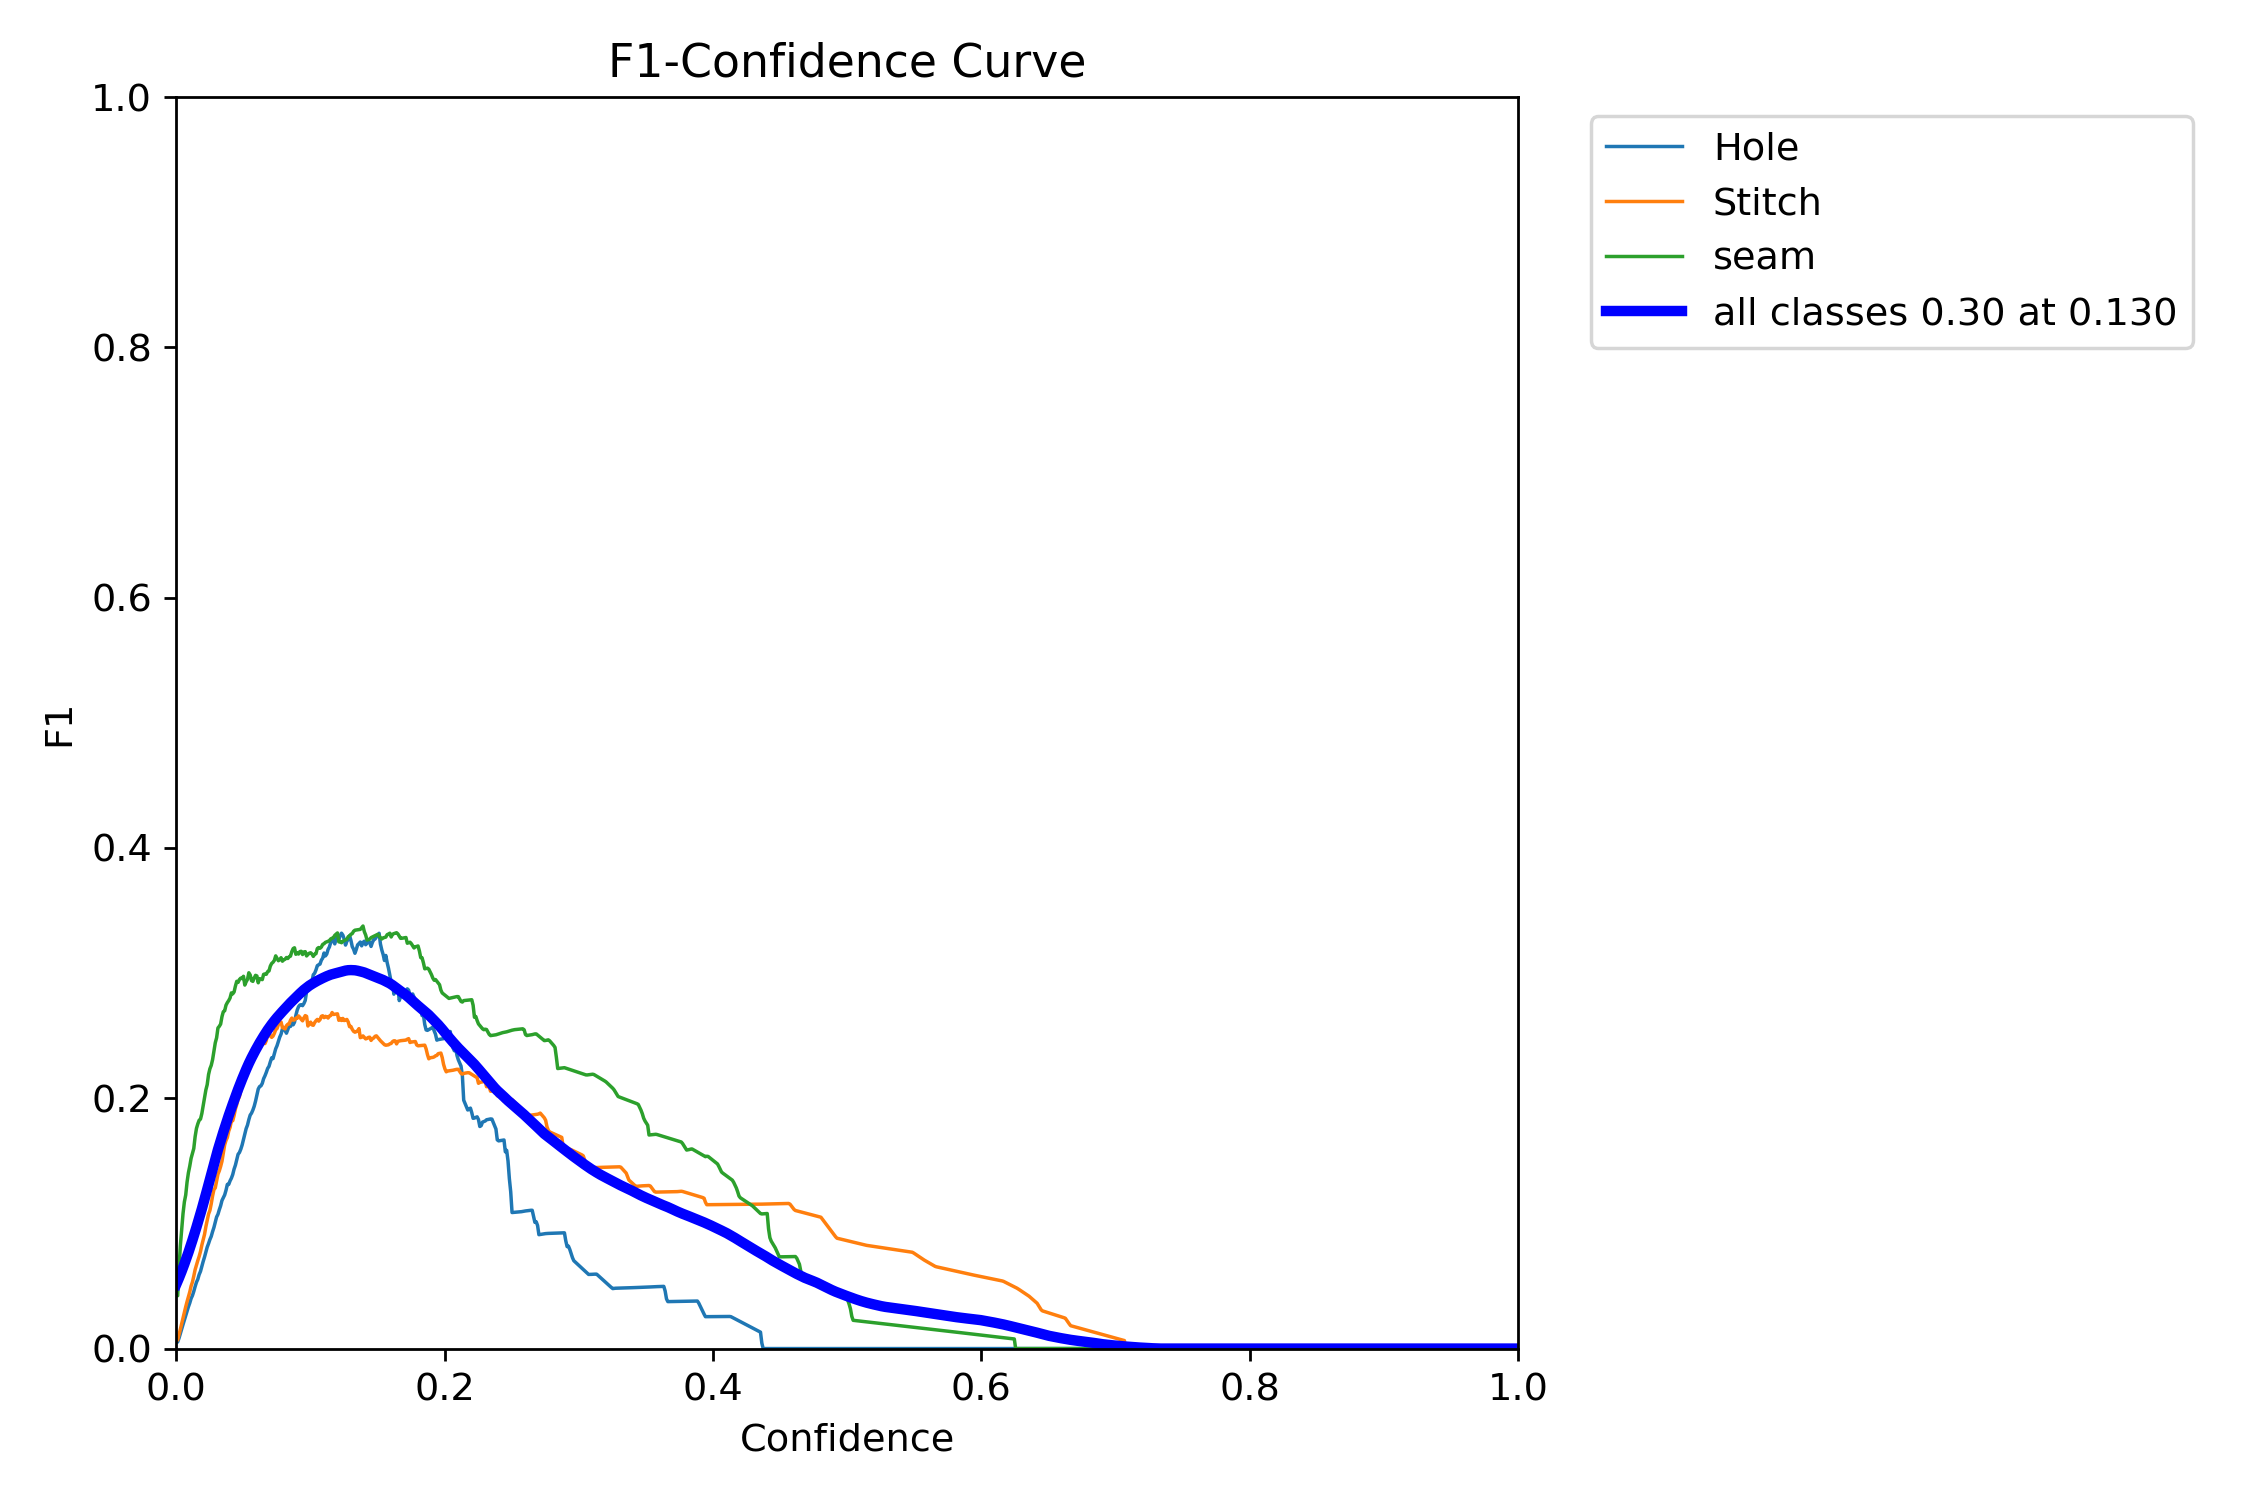 F1-Confidence Curve
1.0
0.8
0.6
0.4
0.2
0.0
F1
0.0 0.2 0.4 0.6 0.8 1.0
Confidence
Hole
Stitch
seam
all classes 0.30 at 0.130